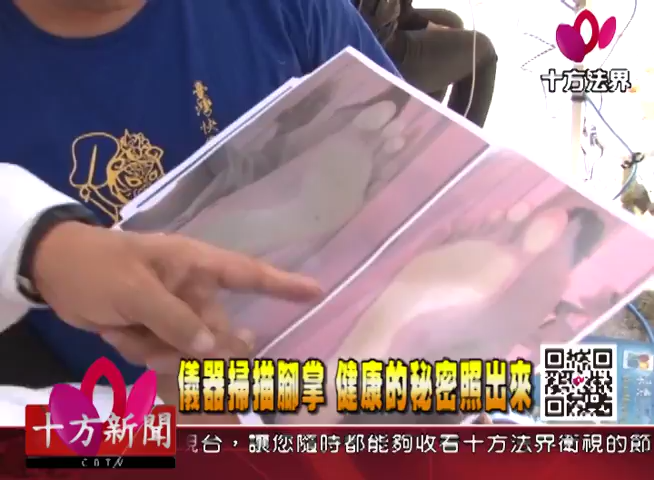 十方法界
臺灣快
儀器掃描腳掌 健康的秘密照出來
十方新聞
CNTV
視台，讓您隨時都能夠收看十方法界衛視的節